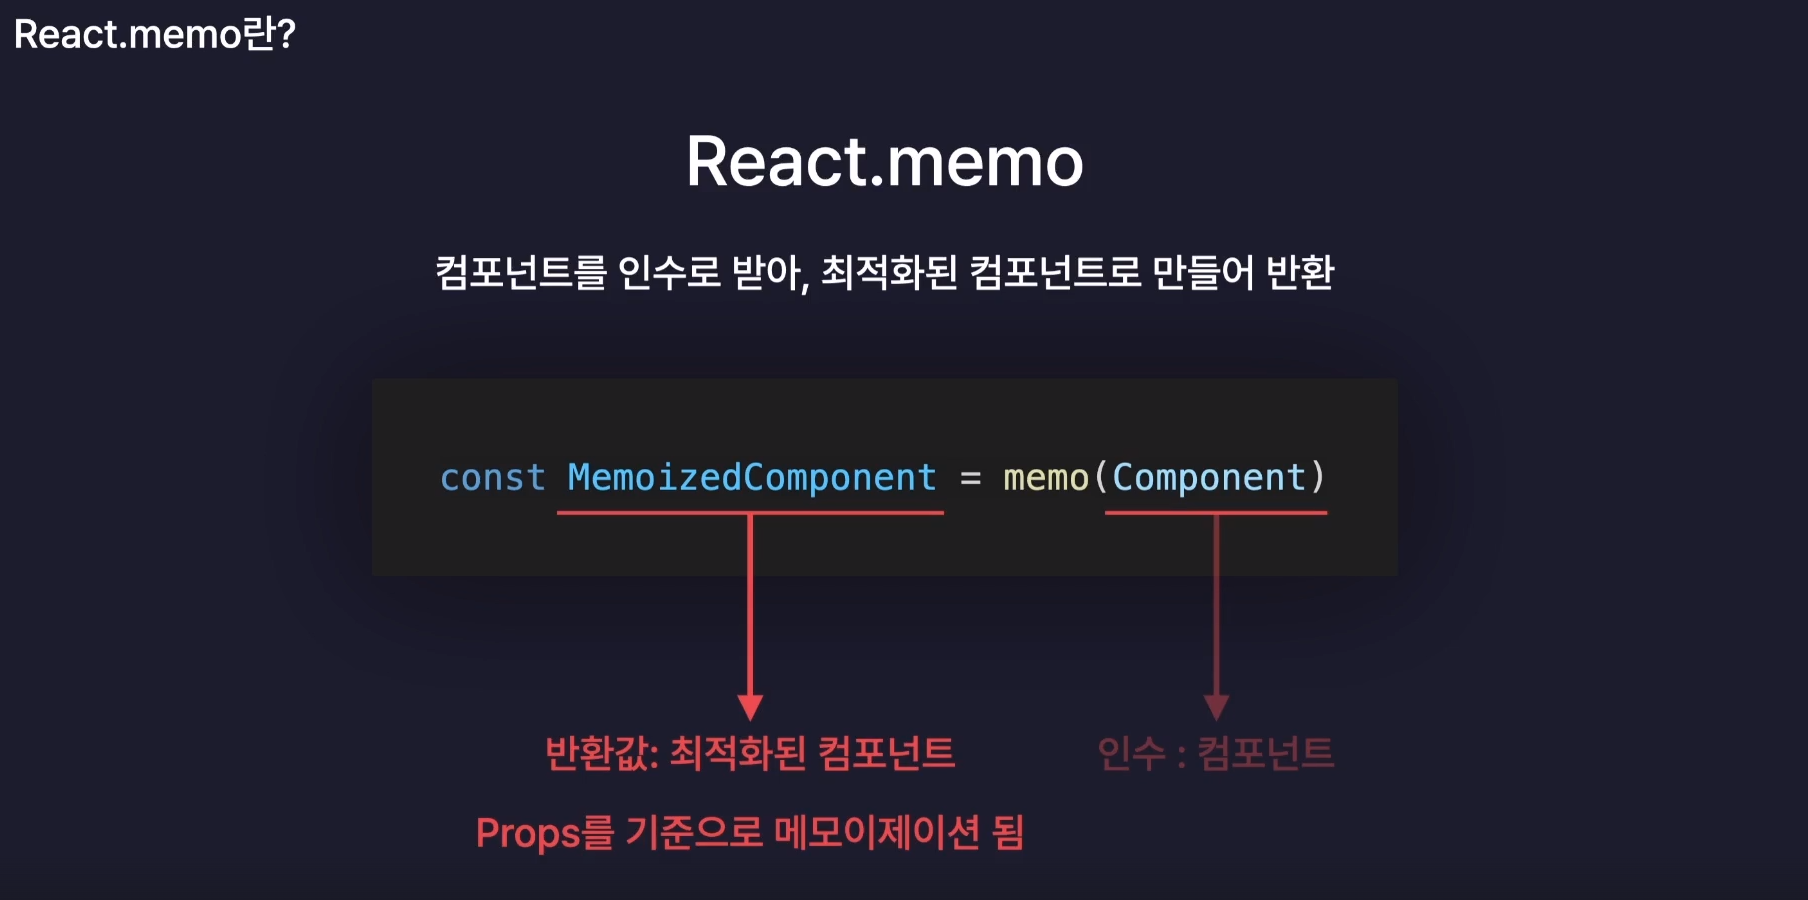 React.memo란?
React.memo
컴포넌트를 인수로 받아, 최적화된 컴포넌트로 만들어 반환
const MemoizedComponent = memo(Component)
반환값: 최적화된 컴포넌트
인수 : 컴포넌트
Props를 기준으로 메모이제이션 됨